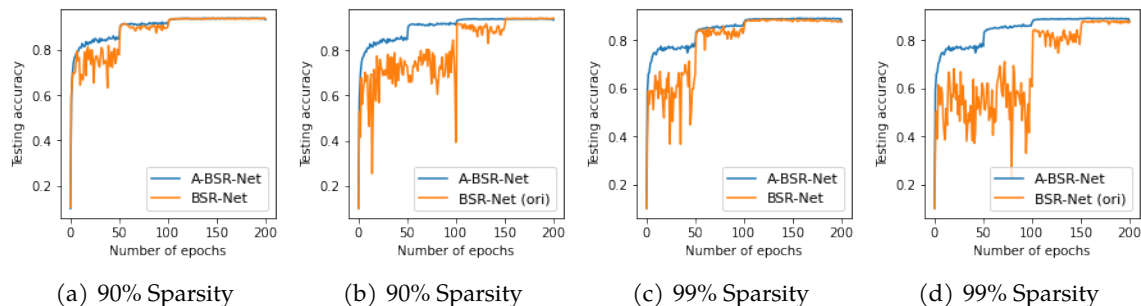 Testing accuracy
0.8
0.6
0.4
0.2
A-BSR-Net
BSR-Net
0 50 100 150 200
Number of epochs
(a) 90% Sparsity
Testing accuracy
0.8
0.6
0.4
0.2
A-BSR-Net
BSR-Net (ori)
0 50 100 150 200
Number of epochs
(b) 90% Sparsity
Testing accuracy
0.8
0.6
0.4
0.2
A-BSR-Net
BSR-Net
0 50 100 150 200
Number of epochs
(c) 99% Sparsity
Testing accuracy
0.8
0.6
0.4
0.2
A-BSR-Net
BSR-Net (ori)
0 50 100 150 200
Number of epochs
(d) 99% Sparsity